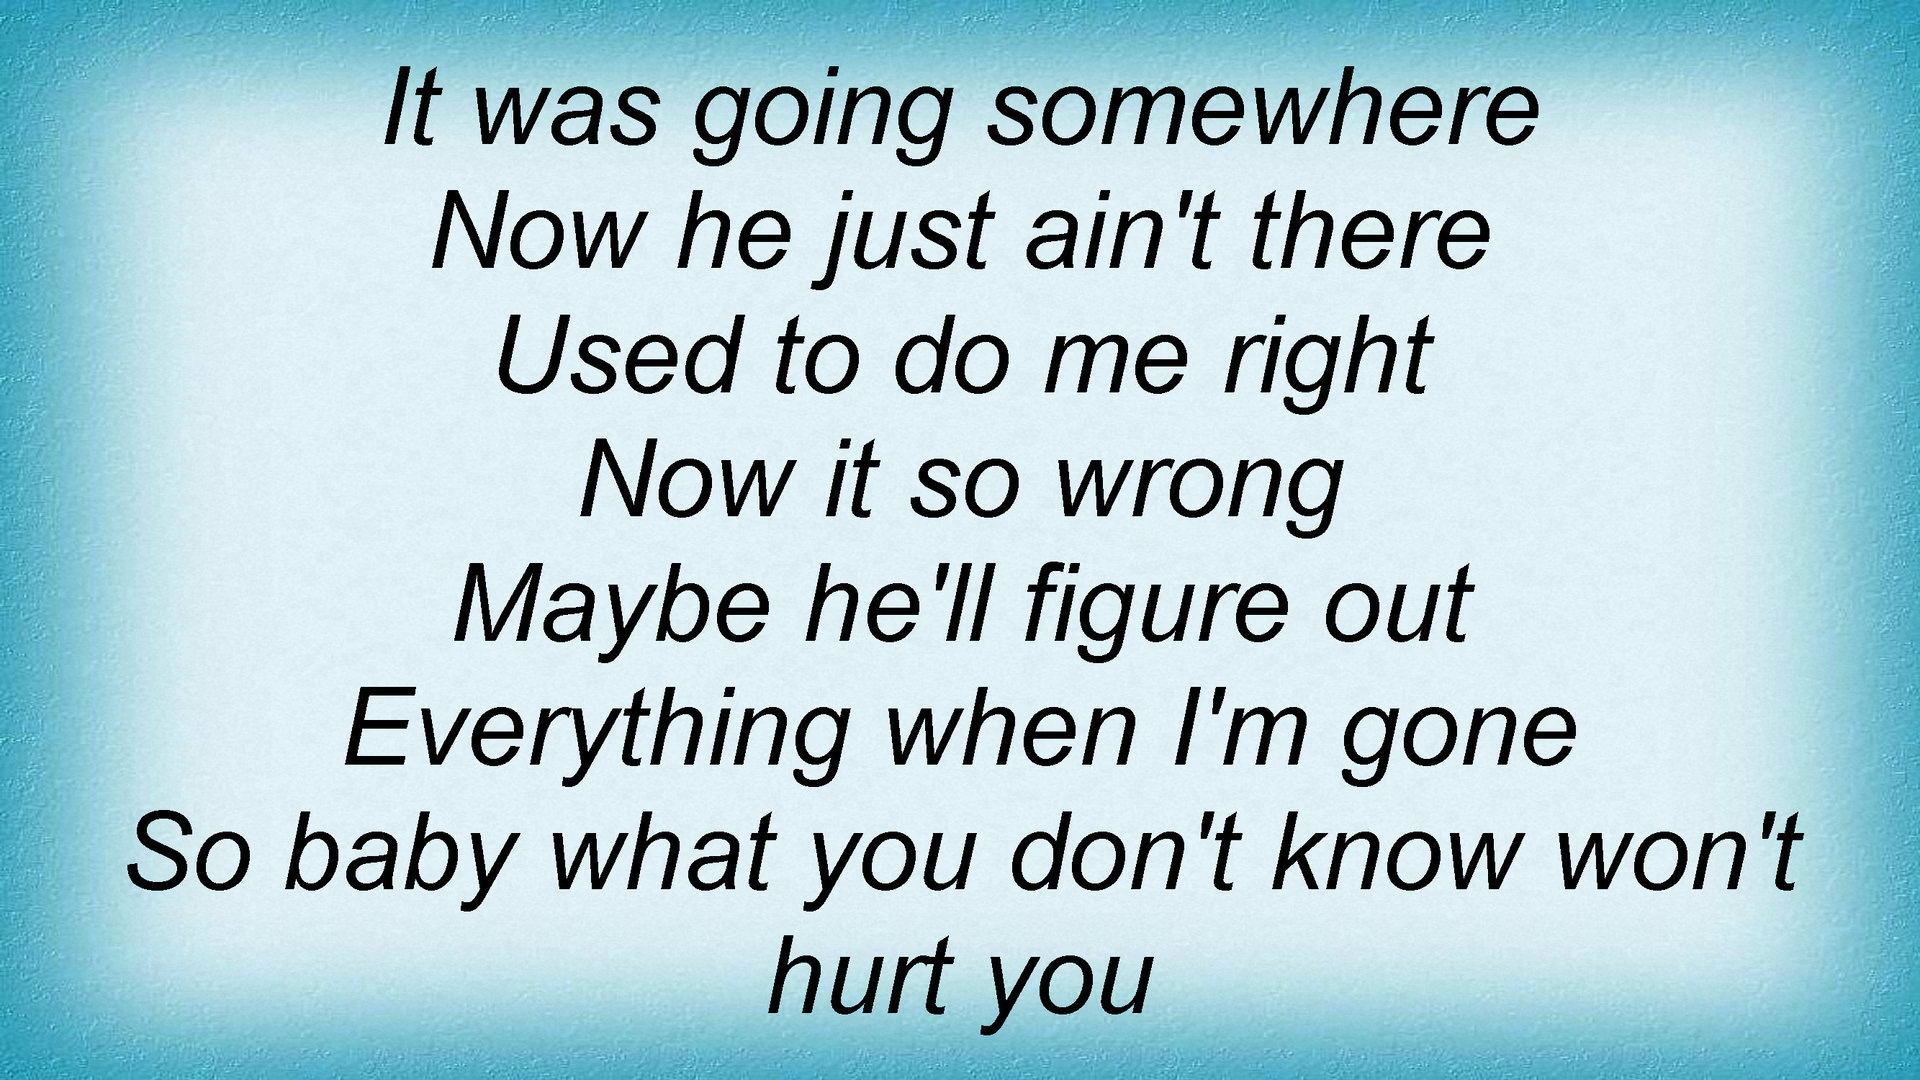 It was going somewhere
Now he just ain't there
Used to do me right
Now it so wrong
Maybe he'll figure out
Everything when I'm gone
So baby what you don't know won't
hurt you